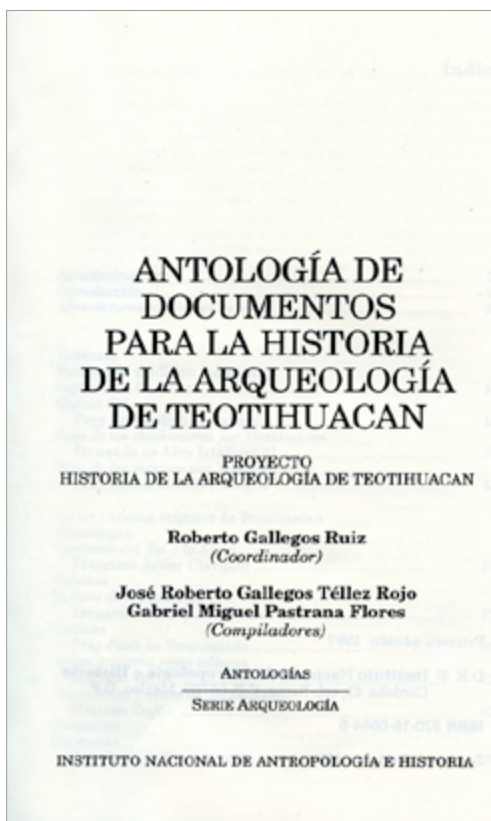 ANTOLOGÍA DE
DOCUMENTOS
PARA LA HISTORIA
DE LA ARQUEOLOGÍA
DE TEOTIHUACAN
PROYECTO
HISTORIA DE LA ARQUEOLOGÍA DE TEOTIHUACAN
Roberto Gallegos Ruiz
(Coordinador)
José Roberto Gallegos Téllez Rojo
Gabriel Miguel Pastrana Flores
(Compiladores)
ANTOLOGÍAS
SERIE ARQUEOLOGÍA
INSTITUTO NACIONAL DE ANTROPOLOGÍA E HISTORIA